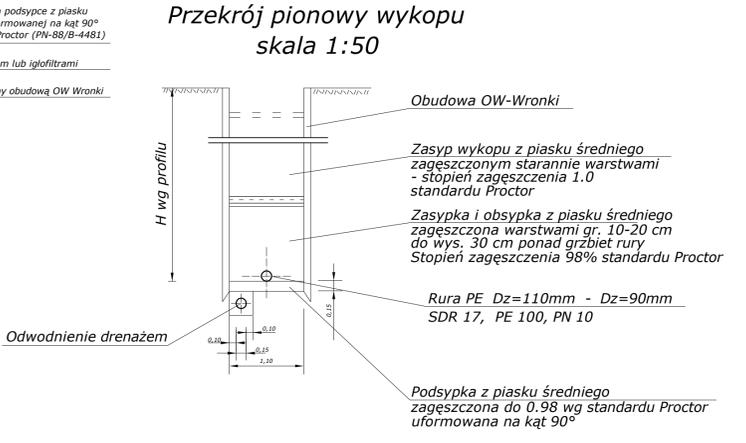 podsypce z piasku
ormowanej na kąt 90°
Proctor (PN-88/B-4481)
m lub igłofiltrami
ny obudową OW Wronki
Przekrój pionowy wykopu
skala 1:50
Obudowa OW-Wronki
Zasyp wykopu z piasku średniego
zagęszczonym starannie warstwami
- stopień zagęszczenia 1.0
standardu Proctor
H wg profilu
Zasypka i obsypka z piasku średniego
zagęszczona warstwami gr. 10-20 cm
do wys. 30 cm ponad grzbiet rury
Stopień zagęszczenia 98% standardu Proctor
Rura PE Dz=110mm - Dz=90mm
SDR 17, PE 100, PN 10
0,15
Odwodnienie drenażem
0,10
0,10
0,15
1,10
Podsypka z piasku średniego
zagęszczona do 0.98 wg standardu Proctor
uformowana na kąt 90°